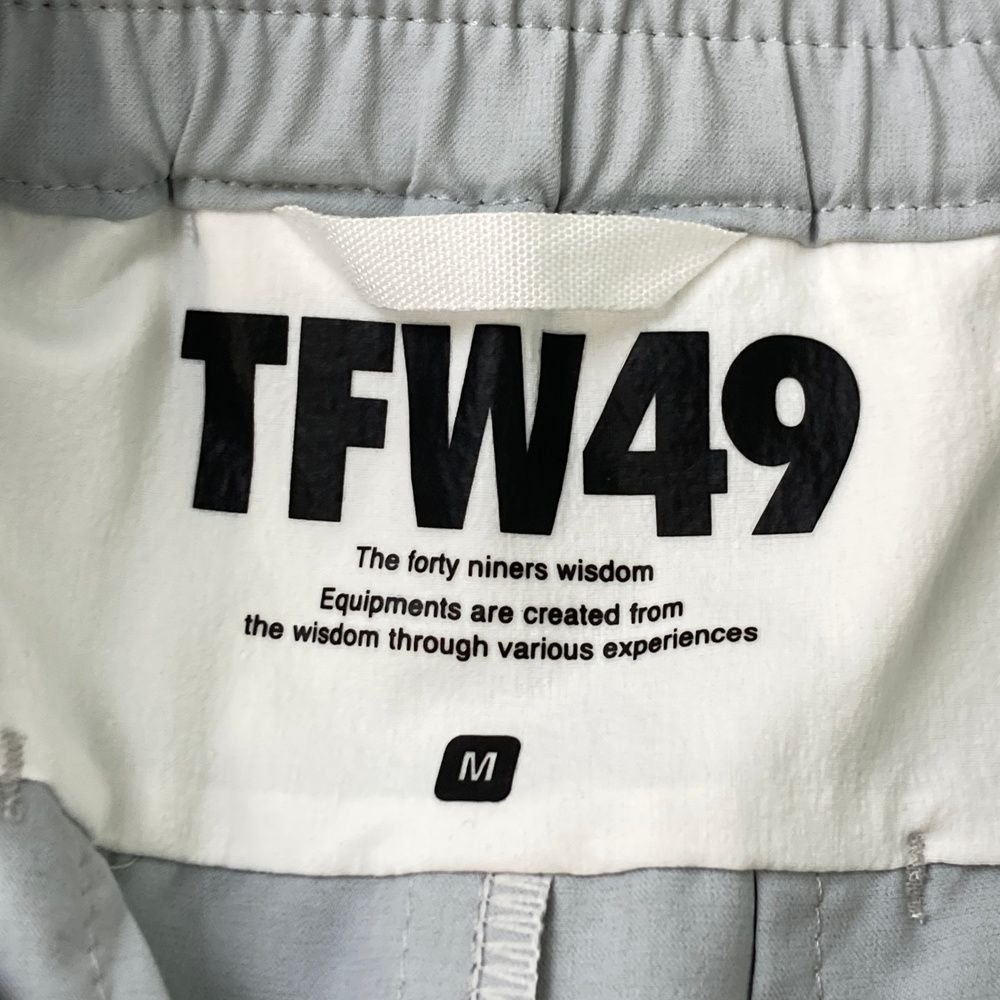 TFW49
The forty niners wisdom
Equipments are created from
the wisdom through various experiences
M